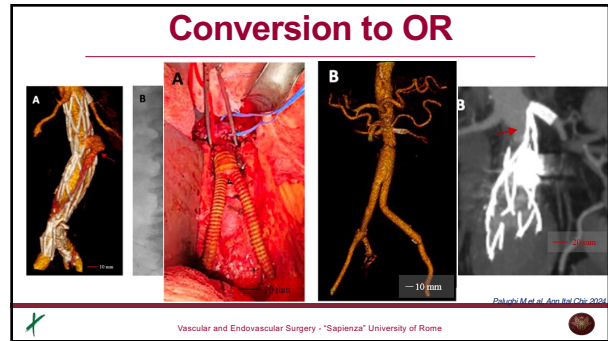 Conversion to OR
A
B
A
B
B
10 mm
20 mm
10 mm
20 mm
Palughi M et al. Ann Ital Chir 2024
Vascular and Endovascular Surgery - "Sapienza" University of Rome